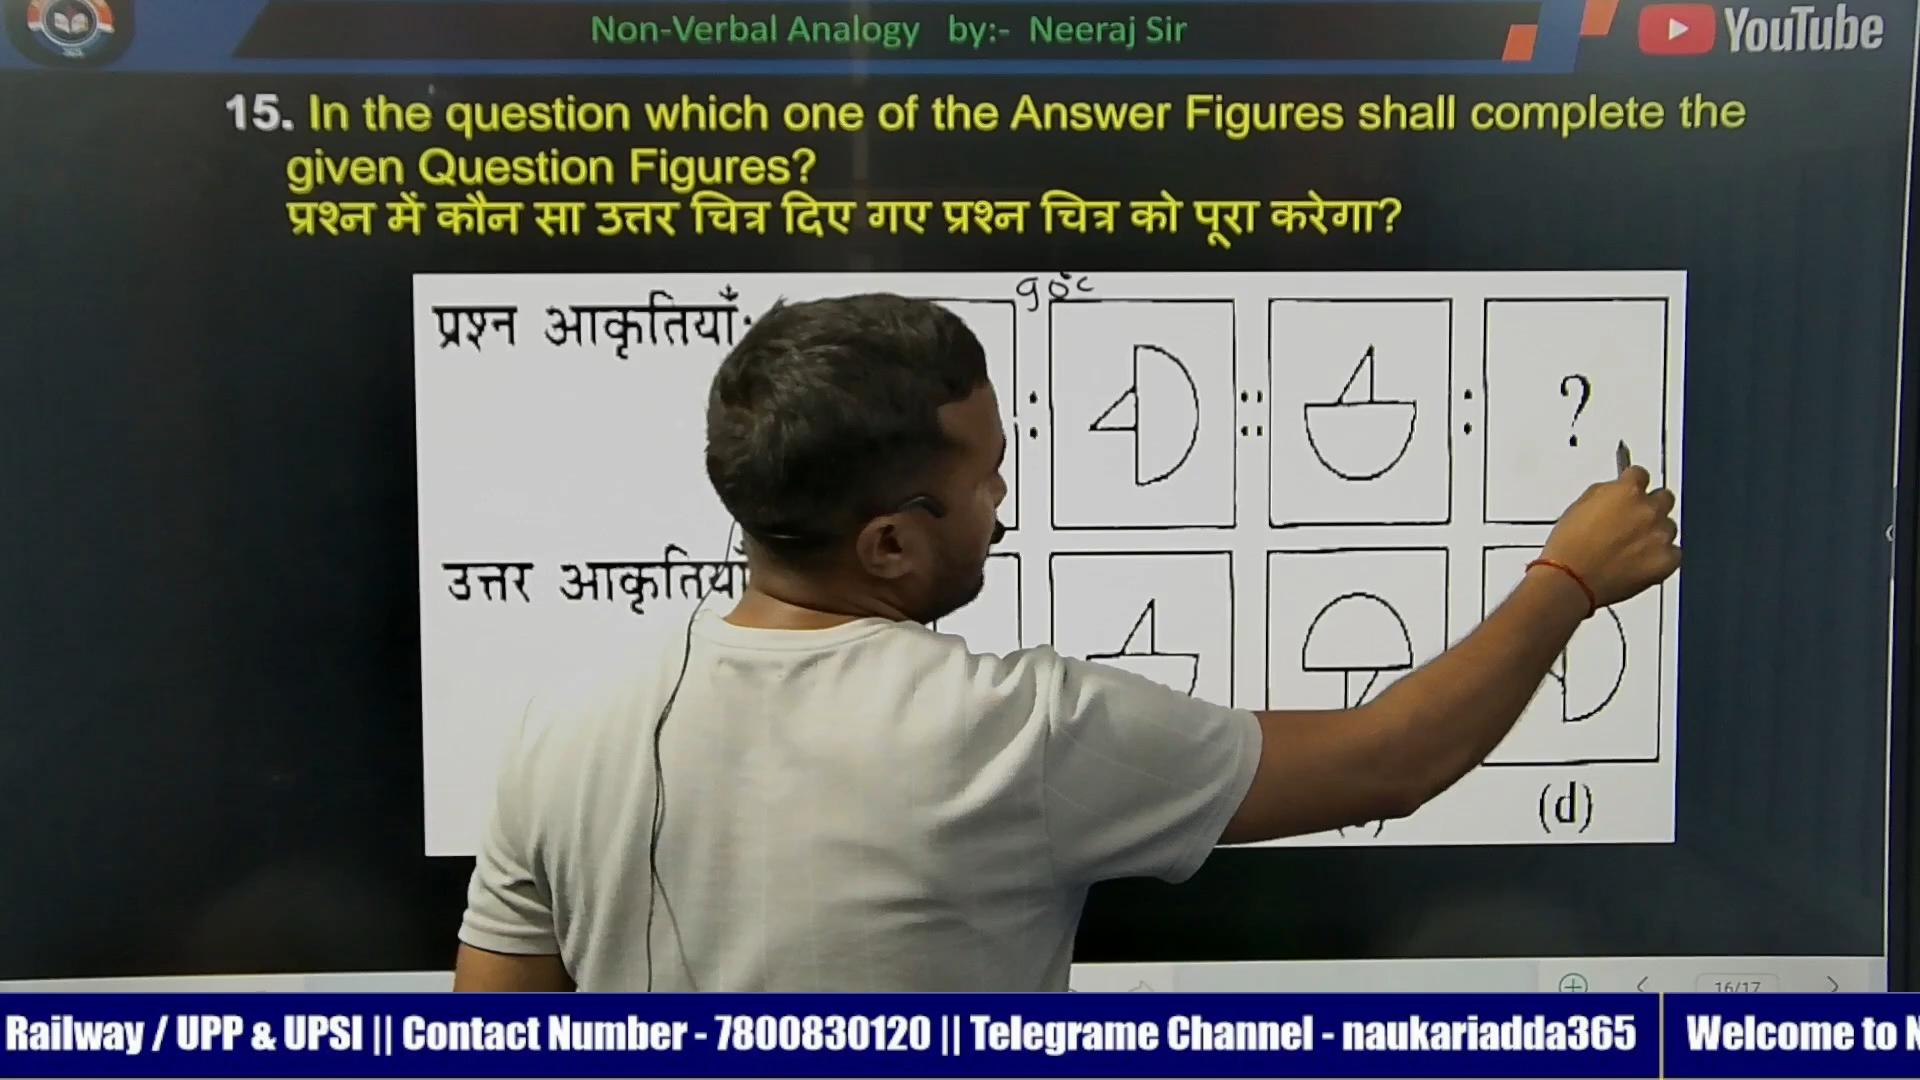 Non-Verbal Analogy by:- Neeraj Sir
YouTube
15. In the question which one of the Answer Figures shall complete the
given Question Figures?
प्रश्न में कौन सा उत्तर चित्र दिए गए प्रश्न चित्र को पूरा करेगा?
प्रश्न आकृतियाँ:
: :: : ?
उत्तर आकृतियाँ
(d)
16/17
Railway / UPP & UPSI || Contact Number - 7800830120 || Telegrame Channel - naukariadda365
Welcome to